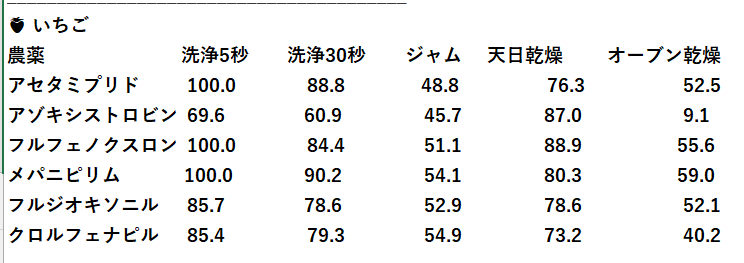 🍓 いちご
農薬 洗浄5秒 洗浄30秒 ジャム 天日乾燥 オーブン乾燥
アセタミプリド 100.0 88.8 48.8 76.3 52.5
アゾキシストロビン 69.6 60.9 45.7 87.0 9.1
フルフェノクスロン 100.0 84.4 51.1 88.9 55.6
メパニピリム 100.0 90.2 54.1 80.3 59.0
フルジオキソニル 85.7 78.6 52.9 78.6 52.1
クロルフェナピル 85.4 79.3 54.9 73.2 40.2